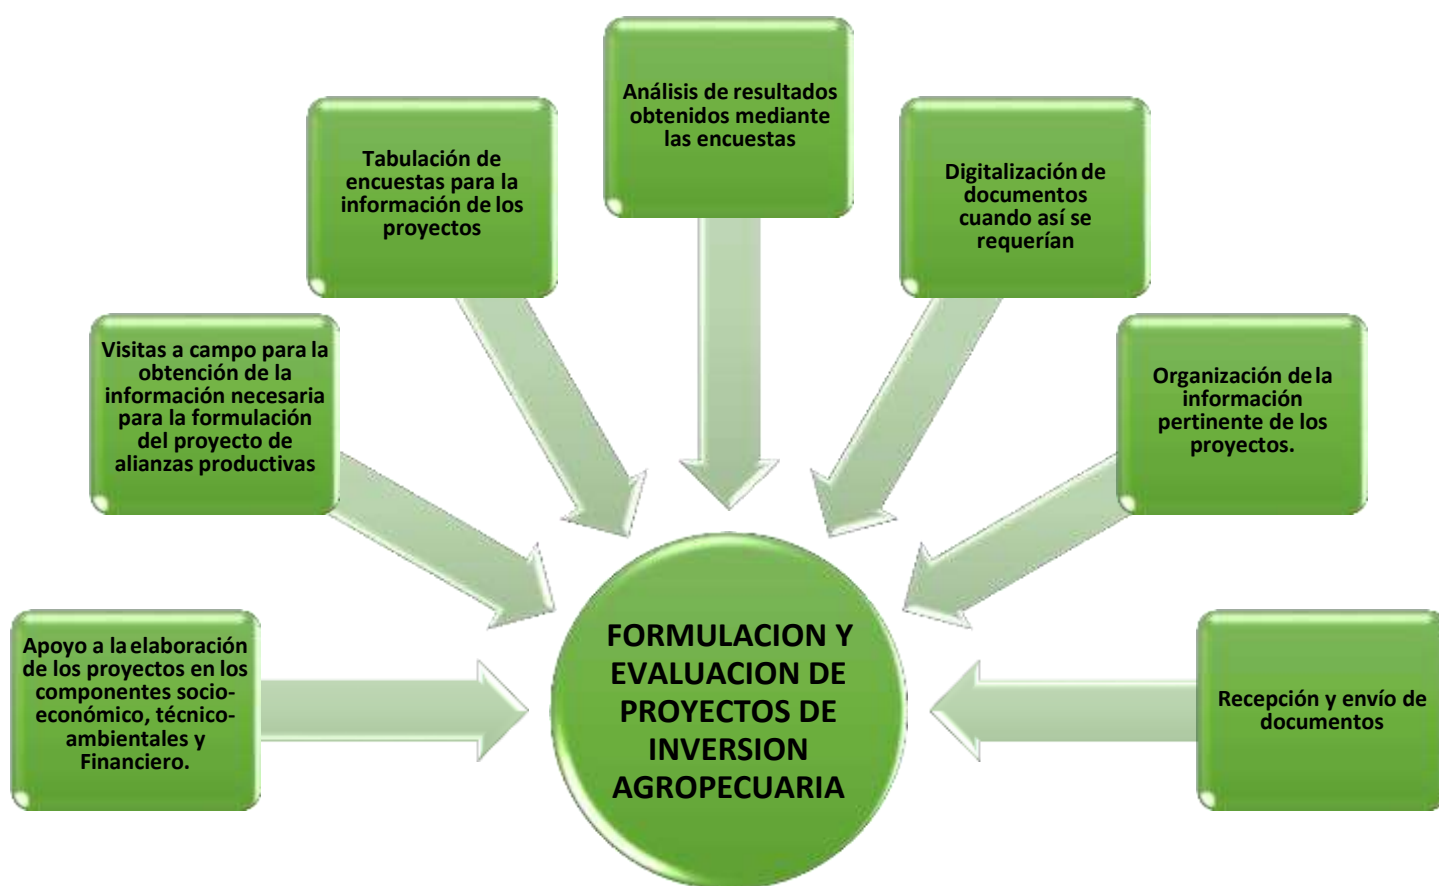 Análisis de resultados
obtenidos mediante
las encuestas
Tabulación de
encuestas para la
información de los
proyectos
Digitalización de
documentos
cuando así se
requerían
Visitas a campo para la
obtención de la
información necesaria
para la formulación
del proyecto de
alianzas productivas
Organización de la
información
pertinente de los
proyectos.
Apoyo a la elaboración
de los proyectos en los
componentes socio-
económico, técnico-
ambientales y
Financiero.
FORMULACION Y
EVALUACION DE
PROYECTOS DE
INVERSION
AGROPECUARIA
Recepción y envío de
documentos